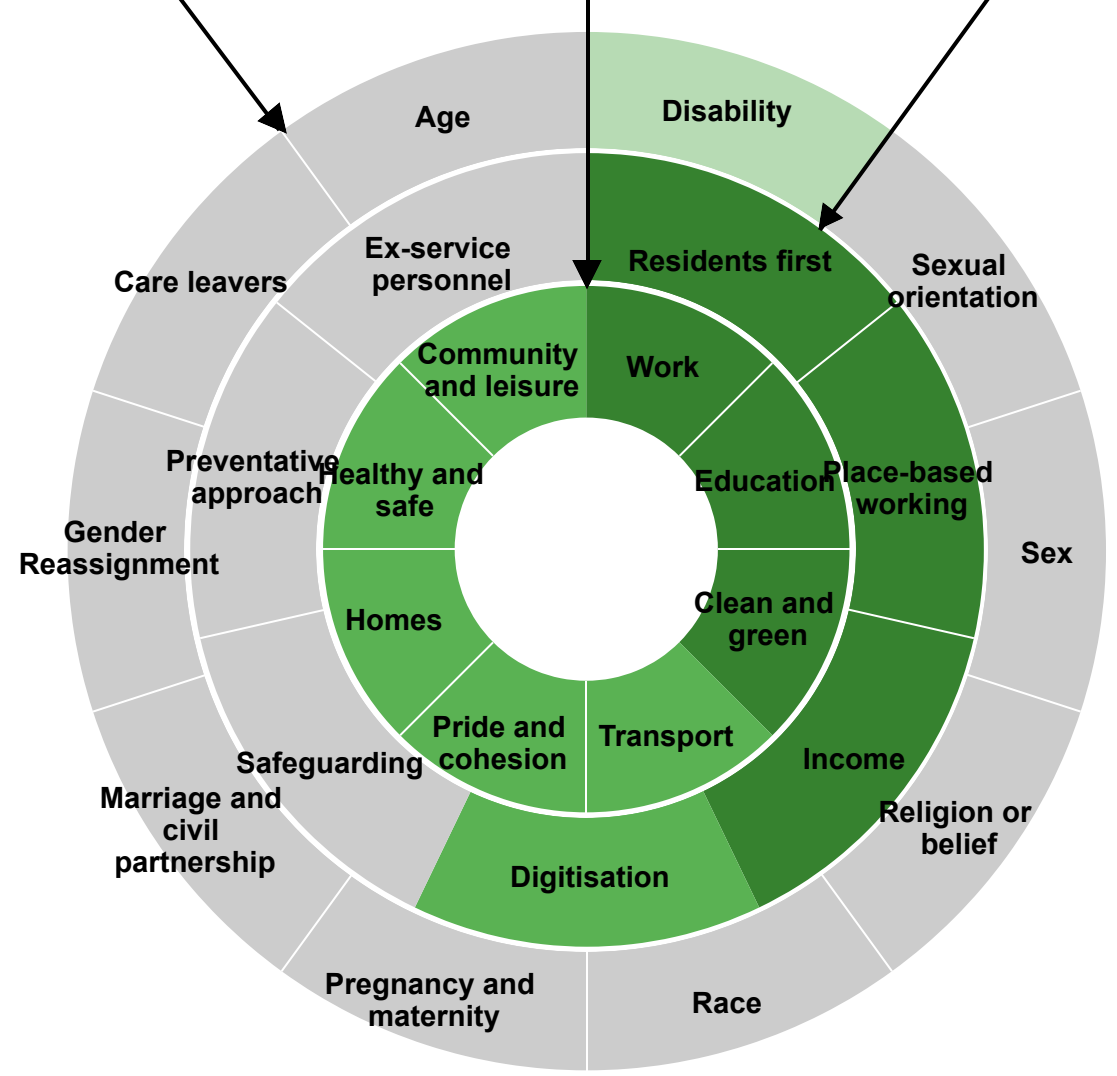 Age
Disability
Sexual
orientation
Sex
Religion or
belief
Race
Pregnancy and
maternity
Marriage and
civil
partnership
Gender
Reassignment
Care leavers
Ex-service
personnel
Residents first
Place-based
working
Income
Digitisation
Safeguarding
Preventative
approach
Community
and leisure
Work
Education
Clean and
green
Transport
Pride and
cohesion
Homes
Healthy and
safe